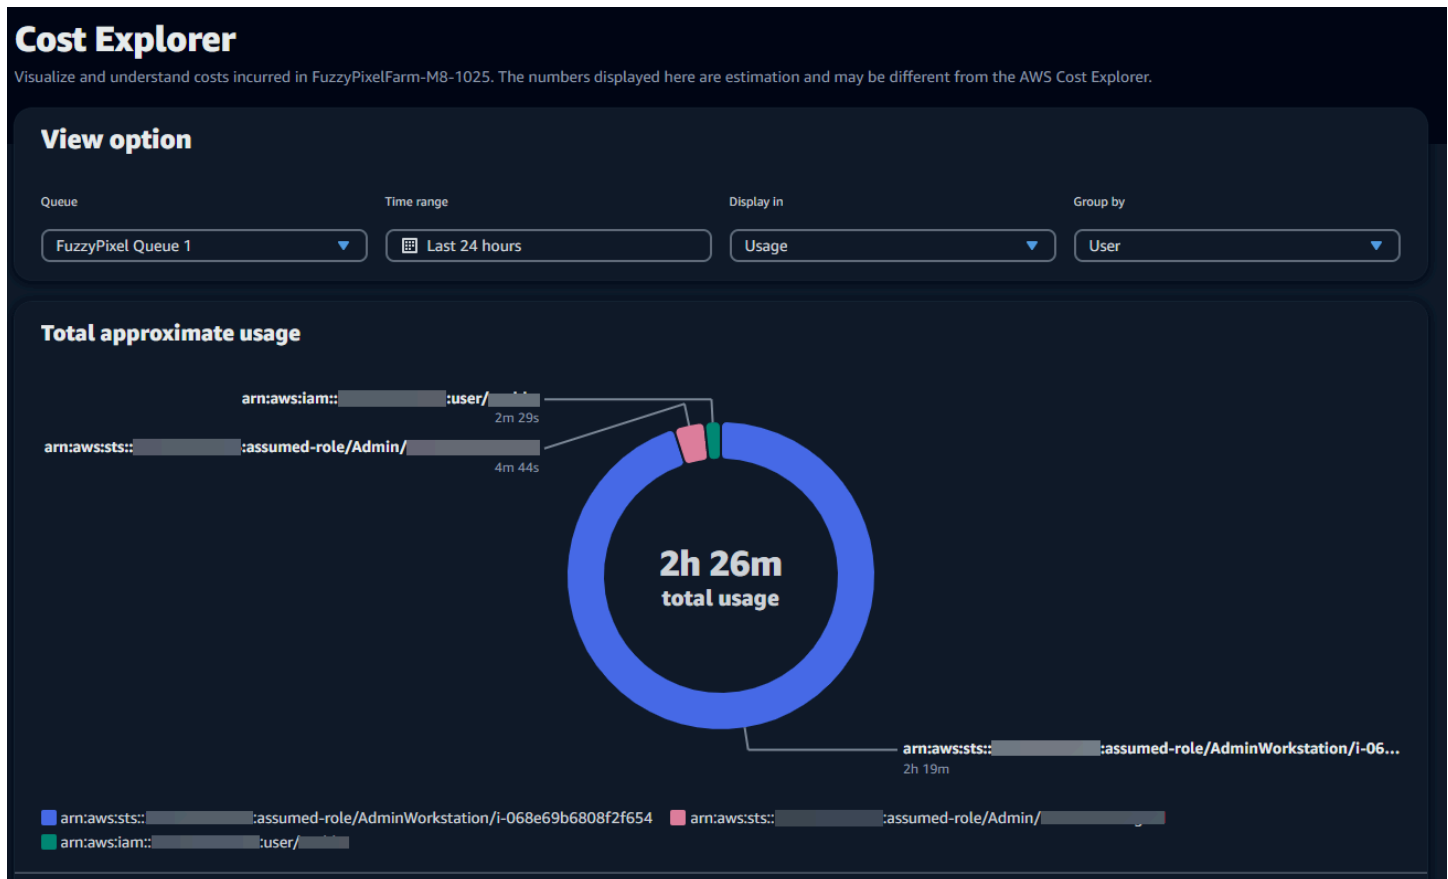 Cost Explorer
Visualize and understand costs incurred in FuzzyPixelFarm-M8-1025. The numbers displayed here are estimation and may be different from the AWS Cost Explorer.
View option
Queue Time range Display in Group by
FuzzyPixel Queue 1 Last 24 hours Usage User
Total approximate usage
arn:aws:iam:: :user/
2m 29s
arn:aws:sts:: :assumed-role/Admin/
4m 44s
2h 26m
total usage
arn:aws:sts:: :assumed-role/AdminWorkstation/i-06...
2h 19m
arn:aws:sts:: :assumed-role/AdminWorkstation/i-068e69b6808f2f654 arn:aws:sts:: :assumed-role/Admin/
arn:aws:iam:: :user/